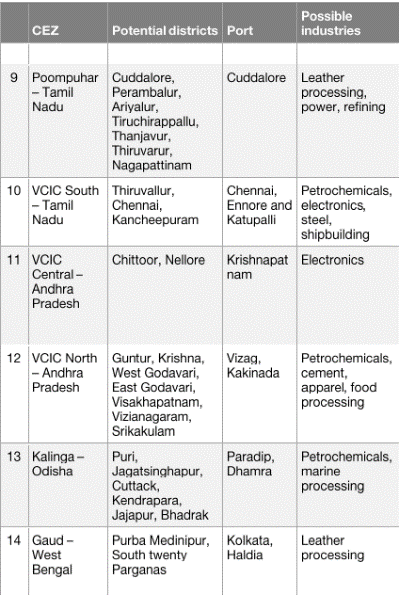 CEZ Potential districts Port Possible industries
9 Poompuhar – Tamil Nadu Cuddalore, Perambalur, Ariyalur, Tiruchirappallu, Thanjavur, Thiruvarur, Nagapattinam Cuddalore Leather processing, power, refining
10 VCIC South – Tamil Nadu Thiruvallur, Chennai, Kancheepuram Chennai, Ennore and Katupalli Petrochemicals, electronics, steel, shipbuilding
11 VCIC Central – Andhra Pradesh Chittoor, Nellore Krishnapat nam Electronics
12 VCIC North – Andhra Pradesh Guntur, Krishna, West Godavari, East Godavari, Visakhapatnam, Vizianagaram, Srikakulam Vizag, Kakinada Petrochemicals, cement, apparel, food processing
13 Kalinga – Odisha Puri, Jagatsinghapur, Cuttack, Kendrapara, Jajapur, Bhadrak Paradip, Dhamra Petrochemicals, marine processing
14 Gaud – West Bengal Purba Medinipur, South twenty Parganas Kolkata, Haldia Leather processing